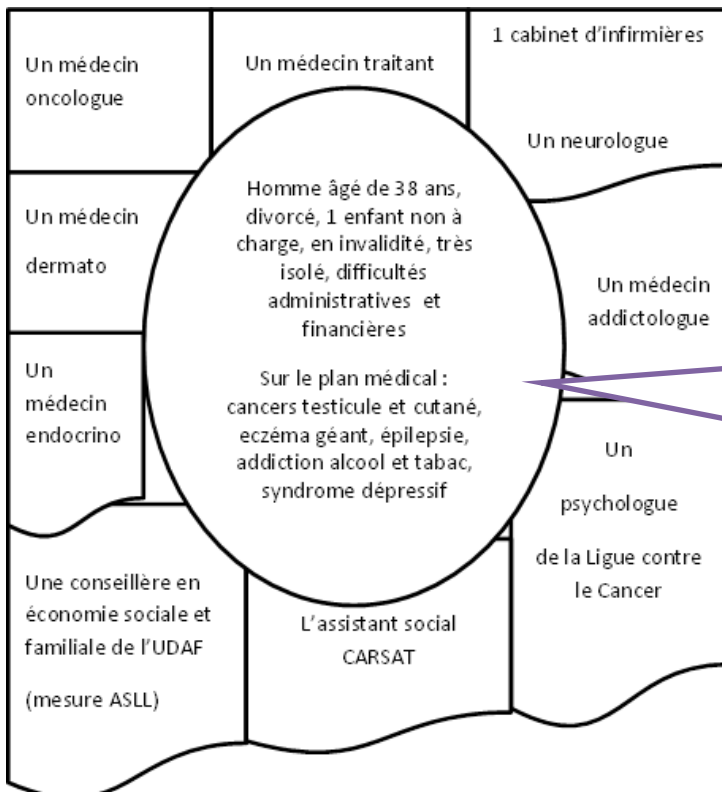 Un médecin
oncologue
Un médecin traitant
1 cabinet d'infirmières
Un neurologue
Un médecin
dermato
Homme âgé de 38 ans,
divorcé, 1 enfant non à
charge, en invalidité, très
isolé, difficultés
administratives et
financières
Sur le plan médical :
cancers testicule et cutané,
eczéma géant, épilepsie,
addiction alcool et tabac,
syndrome dépressif
Un médecin
addictologue
Un
médecin
endocrino
Un
psychologue
de la Ligue contre
le Cancer
Une conseillère en
économie sociale et
familiale de l'UDAF
(mesure ASLL)
L'assistant social
CARSAT